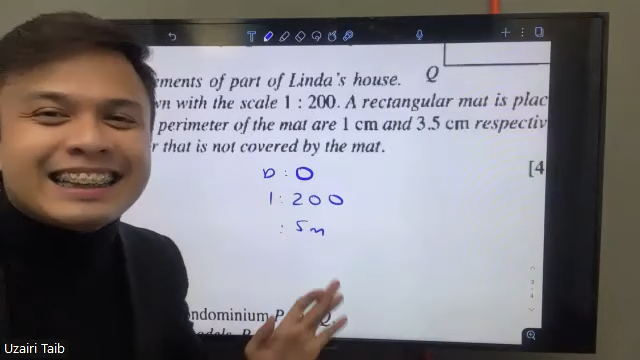 Q
ments of part of Linda's house.
wn with the scale 1 : 200. A rectangular mat is plac
perimeter of the mat are 1 cm and 3.5 cm respectiv
r that is not covered by the mat.
[4
D : O
1 : 200
: 5m
ndominium P Q
Uzairi Taib